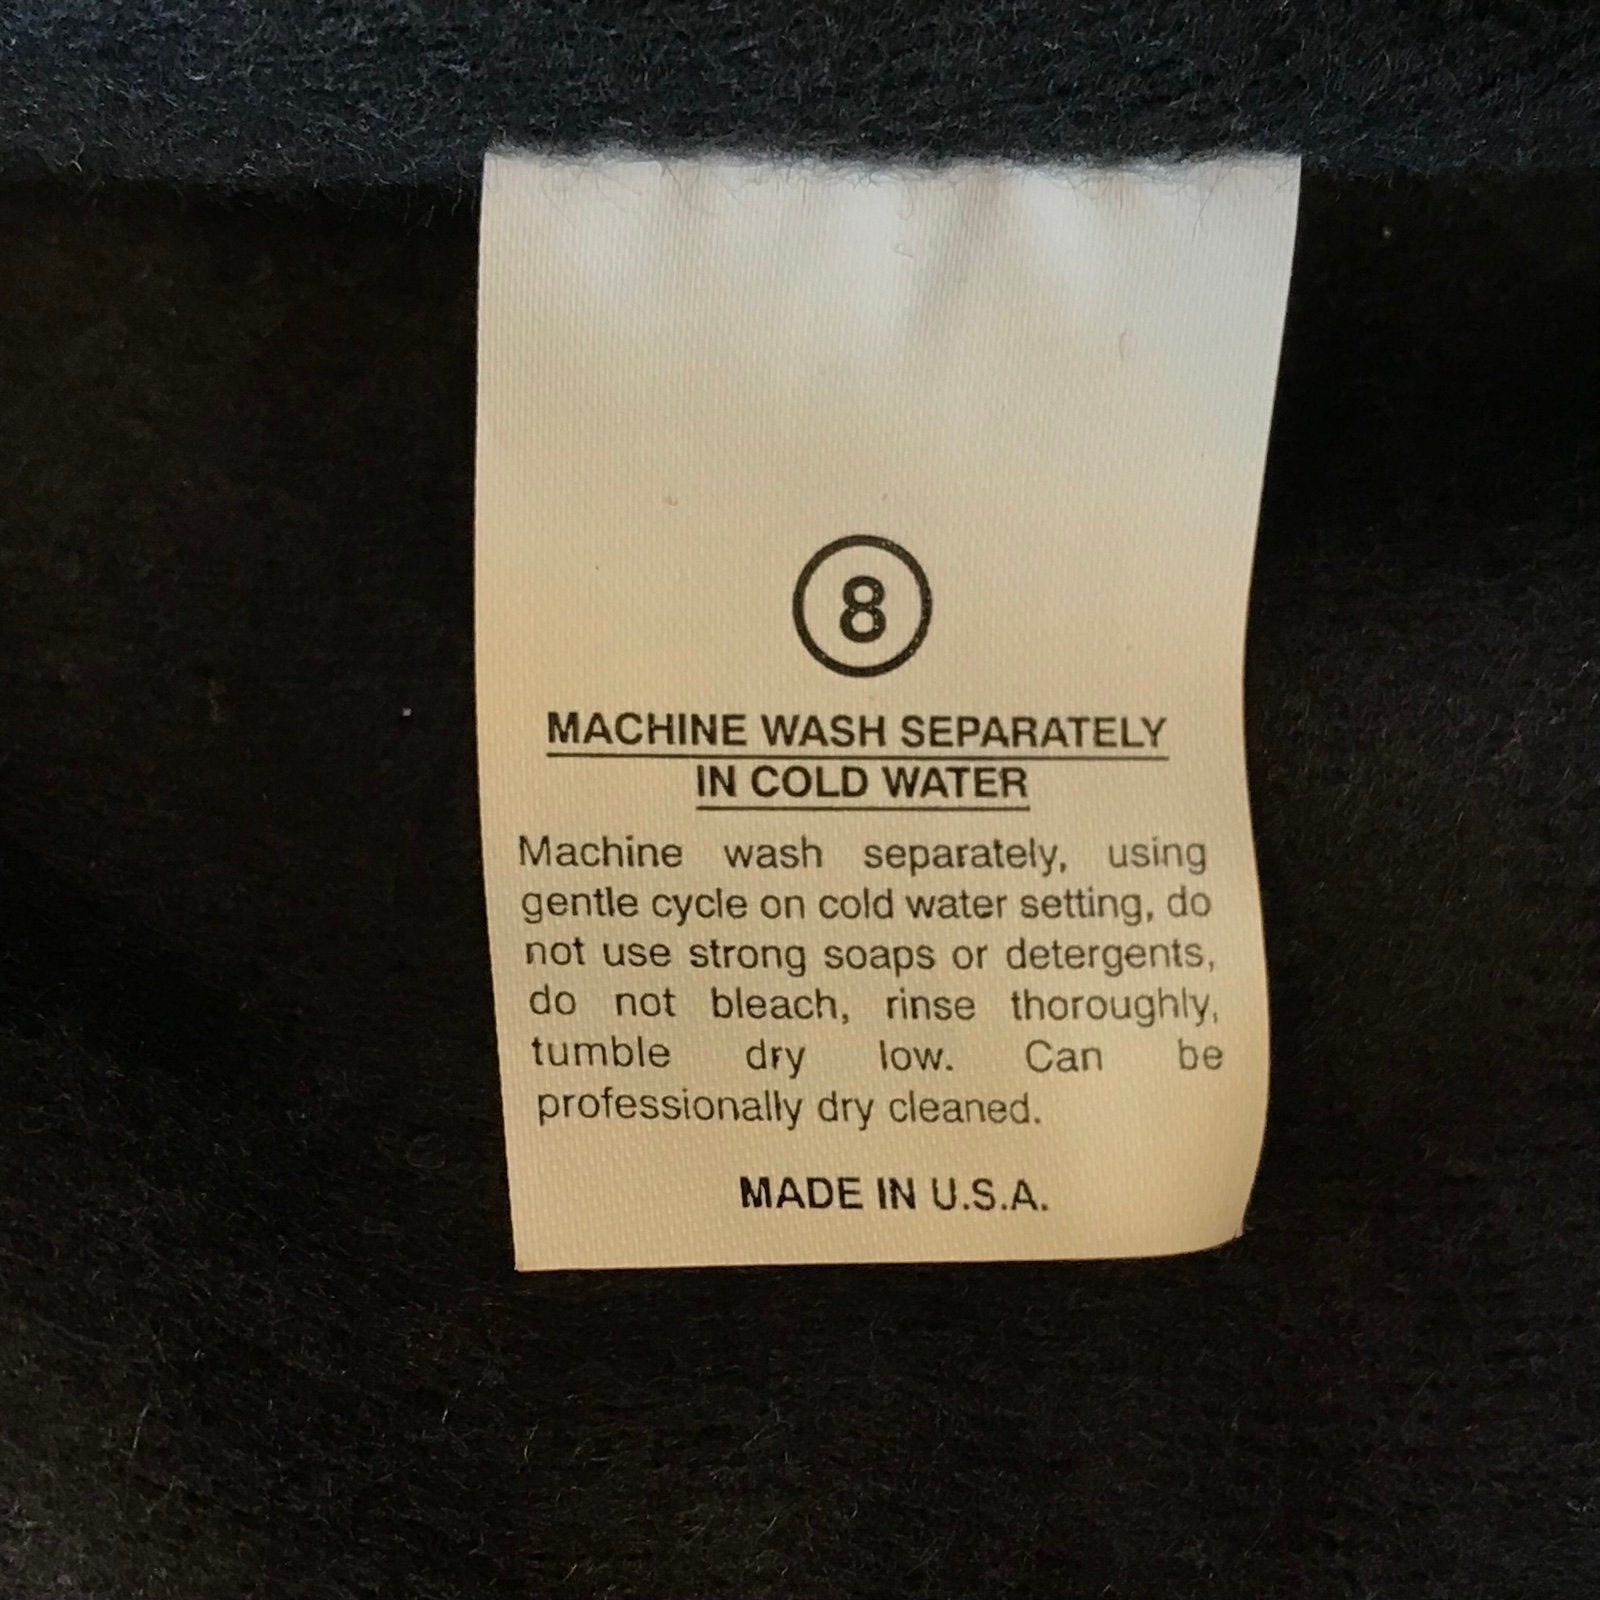 8
MACHINE WASH SEPARATELY
IN COLD WATER
Machine wash separately, using
gentle cycle on cold water setting, do
not use strong soaps or detergents,
do not bleach, rinse thoroughly,
tumble dry low. Can be
professionally dry cleaned.
MADE IN U.S.A.